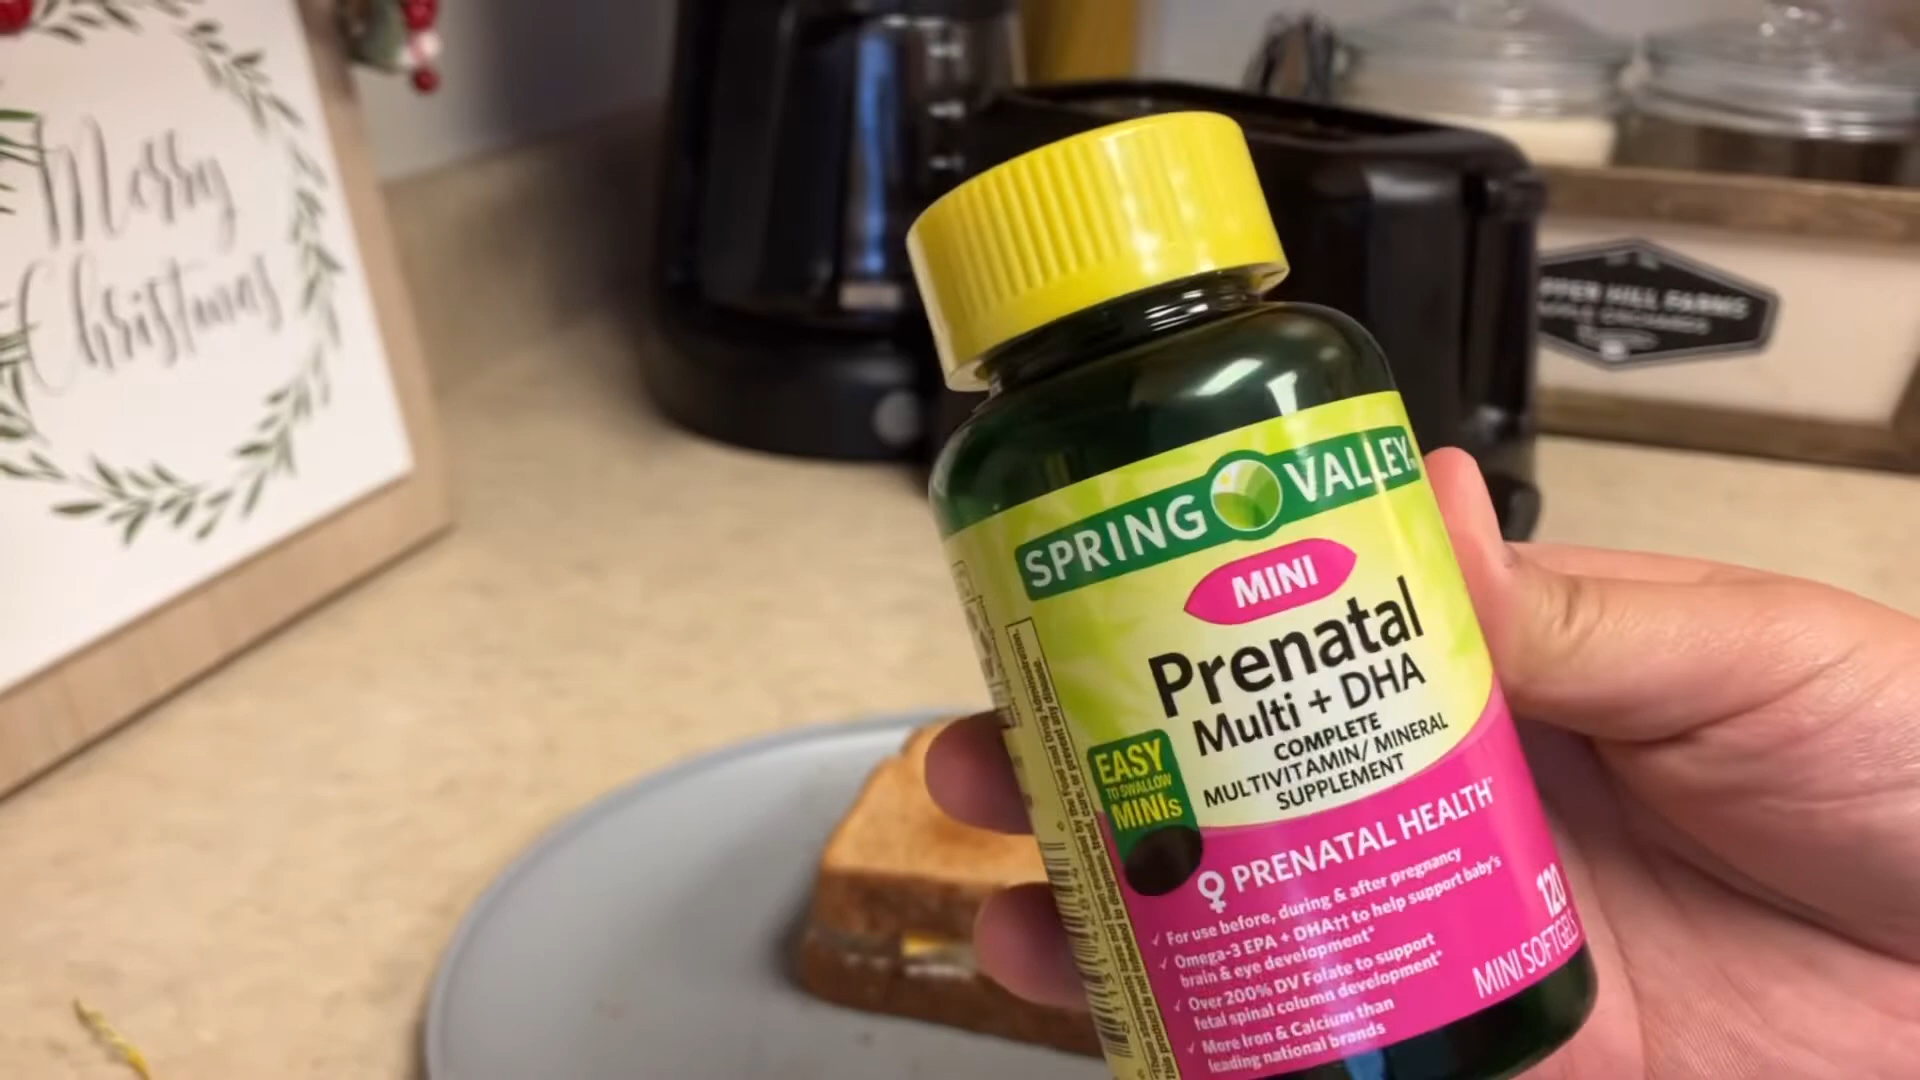 Merry
Christmas
SPRING VALLEY
MINI
Prenatal
Multi + DHA
COMPLETE
MULTIVITAMIN/ MINERAL
SUPPLEMENT
EASY
TO SWALLOW
MINIs
PRENATAL HEALTH*
√ For use before, during & after pregnancy
√ Omega-3 EPA + DHA†† to help support baby's
brain & eye development*
√ Over 200% DV Folate to support
fetal spinal column development*
√ More Iron & Calcium than
leading national brands
120
MINI SOFTGELS
HILL FARMS